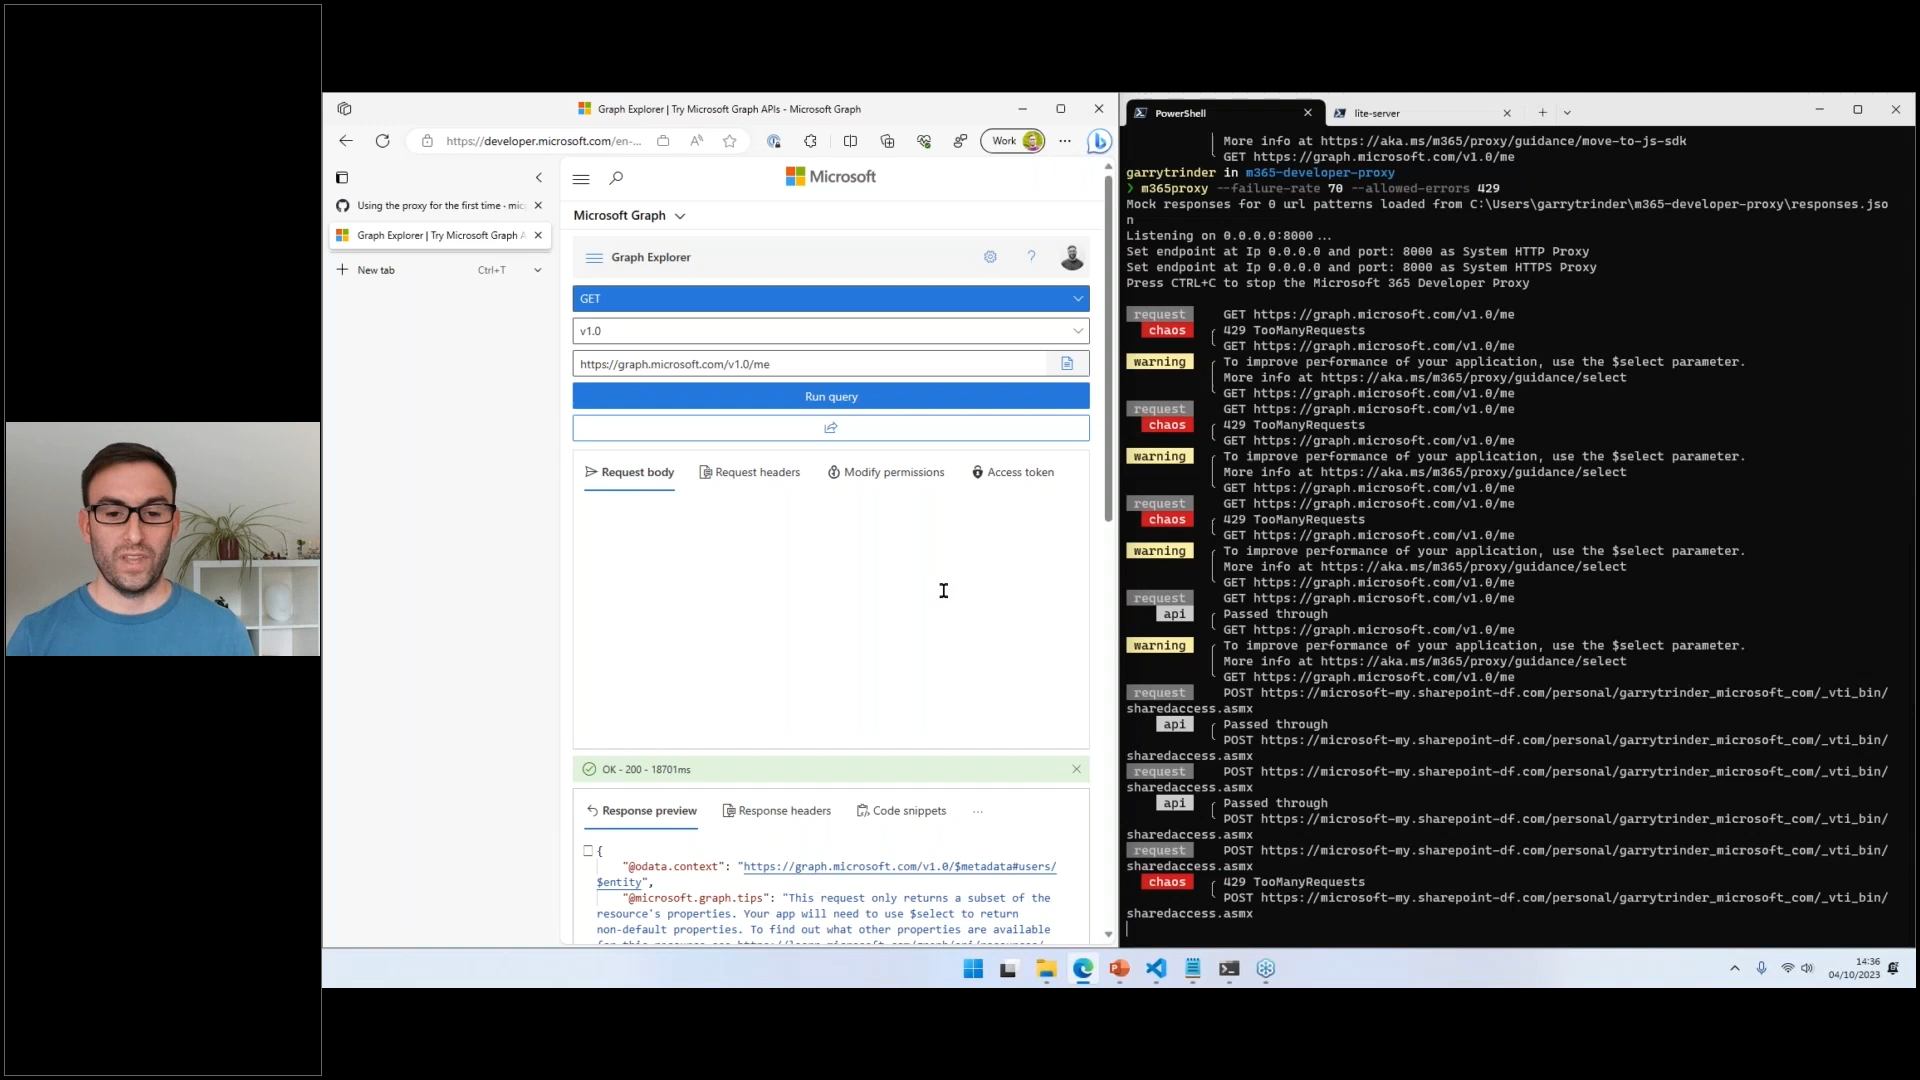 Graph Explorer | Try Microsoft Graph APIs - Microsoft Graph
https://developer.microsoft.com/en-...
Work
Using the proxy for the first time · mic
Graph Explorer | Try Microsoft Graph A
New tab
Ctrl+T
Microsoft
Microsoft Graph
Graph Explorer
GET
v1.0
https://graph.microsoft.com/v1.0/me
Run query
Request body
Request headers
Modify permissions
Access token
OK - 200 - 18701ms
Response preview
Response headers
Code snippets
...
{
"@odata.context": "https://graph.microsoft.com/v1.0/$metadata#users/
$entity",
"@microsoft.graph.tips": "This request only returns a subset of the
resource's properties. Your app will need to use $select to return
non-default properties. To find out what other properties are available
PowerShell
lite-server
More info at https://aka.ms/m365/proxy/guidance/move-to-js-sdk
GET https://graph.microsoft.com/v1.0/me
garrytrinder in m365-developer-proxy
❯ m365proxy --failure-rate 70 --allowed-errors 429
Mock responses for 0 url patterns loaded from C:\Users\garrytrinder\m365-developer-proxy\responses.jso
n
Listening on 0.0.0.0:8000...
Set endpoint at Ip 0.0.0.0 and port: 8000 as System HTTP Proxy
Set endpoint at Ip 0.0.0.0 and port: 8000 as System HTTPS Proxy
Press CTRL+C to stop the Microsoft 365 Developer Proxy
request GET https://graph.microsoft.com/v1.0/me
chaos 429 TooManyRequests
GET https://graph.microsoft.com/v1.0/me
warning To improve performance of your application, use the $select parameter.
More info at https://aka.ms/m365/proxy/guidance/select
GET https://graph.microsoft.com/v1.0/me
request GET https://graph.microsoft.com/v1.0/me
chaos 429 TooManyRequests
GET https://graph.microsoft.com/v1.0/me
warning To improve performance of your application, use the $select parameter.
More info at https://aka.ms/m365/proxy/guidance/select
GET https://graph.microsoft.com/v1.0/me
request GET https://graph.microsoft.com/v1.0/me
chaos 429 TooManyRequests
GET https://graph.microsoft.com/v1.0/me
warning To improve performance of your application, use the $select parameter.
More info at https://aka.ms/m365/proxy/guidance/select
GET https://graph.microsoft.com/v1.0/me
request GET https://graph.microsoft.com/v1.0/me
api Passed through
GET https://graph.microsoft.com/v1.0/me
warning To improve performance of your application, use the $select parameter.
More info at https://aka.ms/m365/proxy/guidance/select
GET https://graph.microsoft.com/v1.0/me
request POST https://microsoft-my.sharepoint-df.com/personal/garrytrinder_microsoft_com/_vti_bin/
sharedaccess.asmx
api Passed through
POST https://microsoft-my.sharepoint-df.com/personal/garrytrinder_microsoft_com/_vti_bin/
sharedaccess.asmx
request POST https://microsoft-my.sharepoint-df.com/personal/garrytrinder_microsoft_com/_vti_bin/
sharedaccess.asmx
api Passed through
POST https://microsoft-my.sharepoint-df.com/personal/garrytrinder_microsoft_com/_vti_bin/
sharedaccess.asmx
request POST https://microsoft-my.sharepoint-df.com/personal/garrytrinder_microsoft_com/_vti_bin/
sharedaccess.asmx
chaos 429 TooManyRequests
POST https://microsoft-my.sharepoint-df.com/personal/garrytrinder_microsoft_com/_vti_bin/
sharedaccess.asmx
14:36
04/10/2023